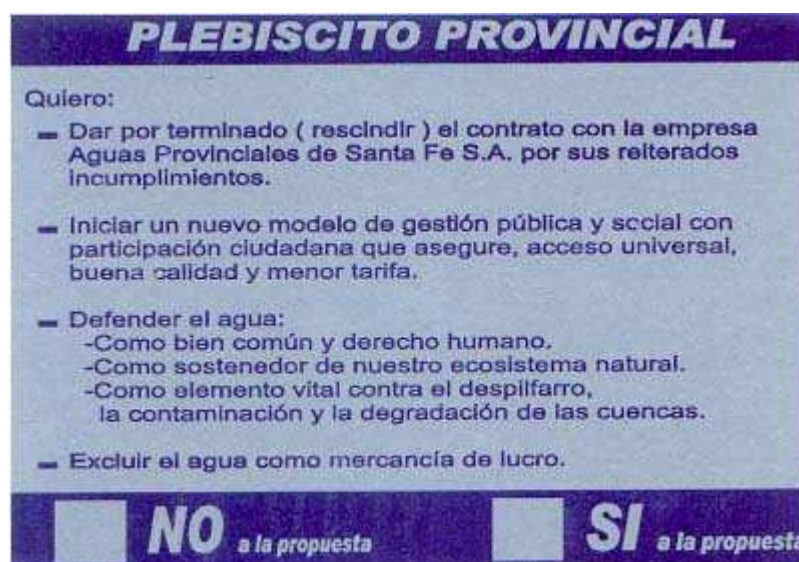 PLEBISCITO PROVINCIAL
Quiero:
- Dar por terminado ( rescindir ) el contrato con la empresa
Aguas Provinciales de Santa Fe S.A. por sus reiterados
incumplimientos.
- Iniciar un nuevo modelo de gestión pública y social con
participación ciudadana que asegure, acceso universal,
buena calidad y menor tarifa.
- Defender el agua:
-Como bien común y derecho humano.
-Como sostenedor de nuestro ecosistema natural.
-Como elemento vital contra el despilfarro,
la contaminación y la degradación de las cuencas.
- Excluir el agua como mercancía de lucro.
NO a la propuesta
SI a la propuesta